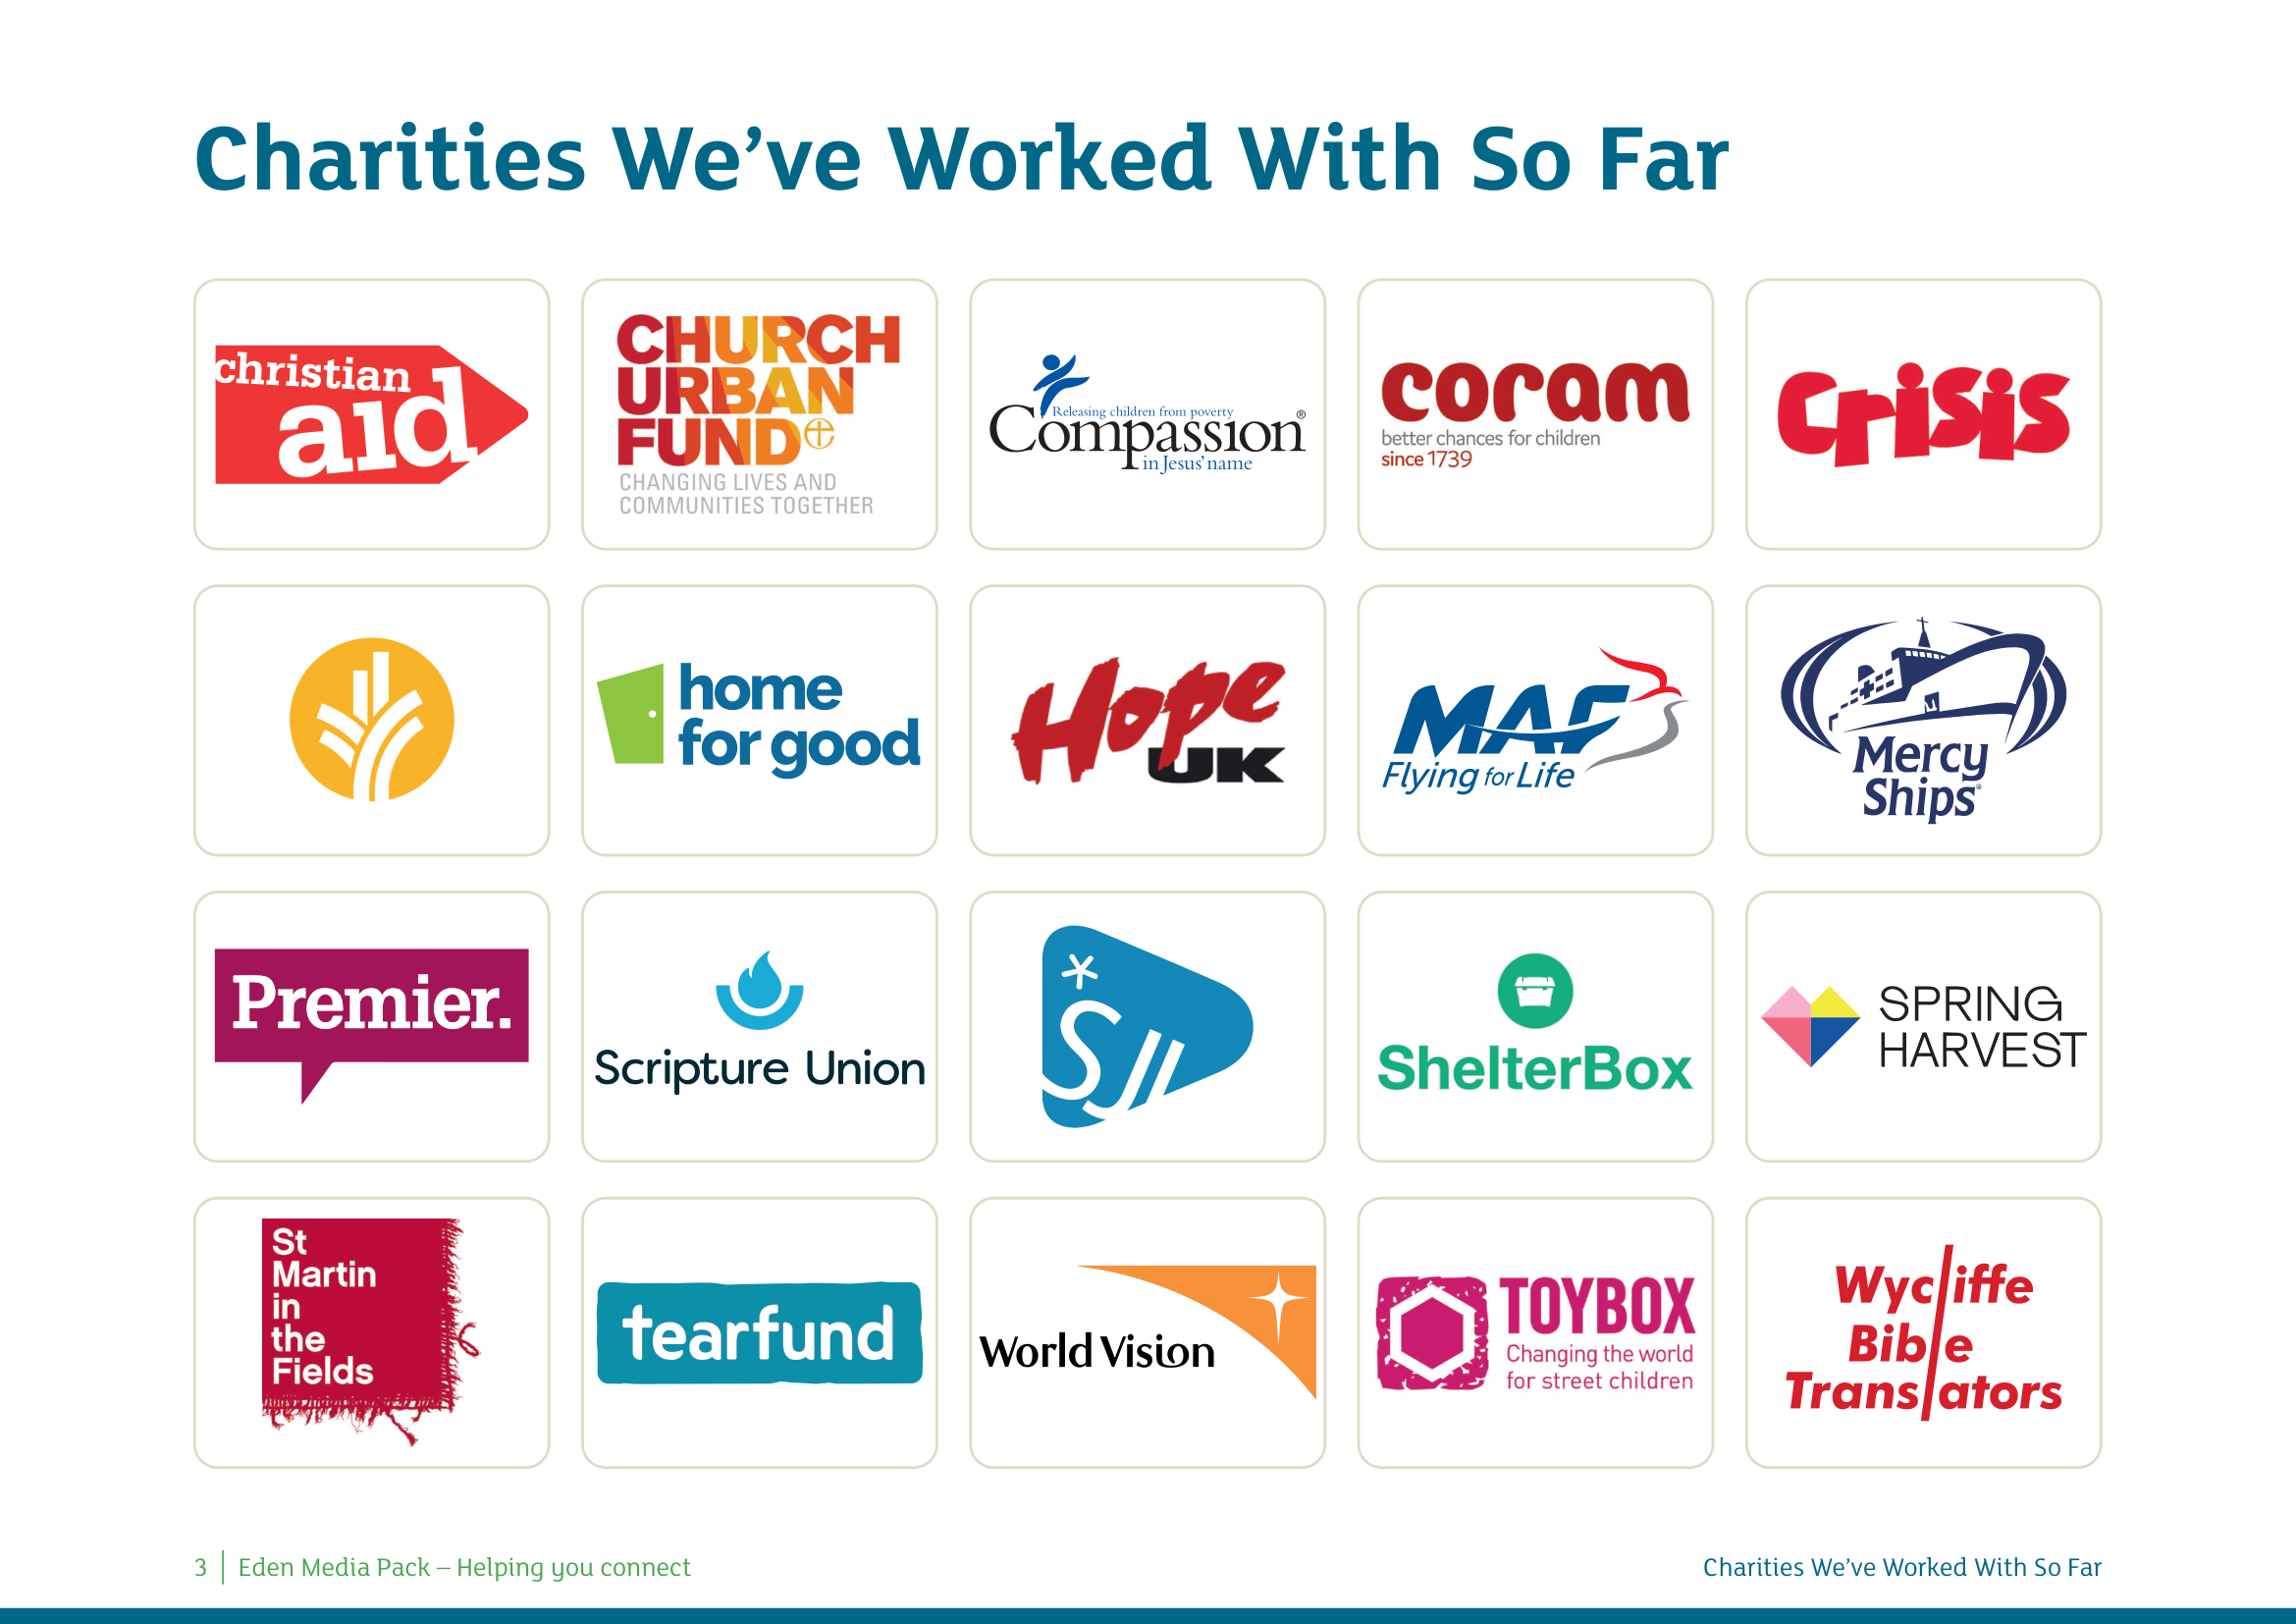 Charities We’ve Worked With So Far
christian
aid
CHURCH
URBAN
FUND
CHANGING LIVES AND
COMMUNITIES TOGETHER
Releasing children from poverty
Compassion®
in Jesus’ name
coram
better chances for children
since 1739
Crisis
home
for good
Hope
UK
MAF
Flying for Life
Mercy
Ships®
Premier.
Scripture Union
SJI
ShelterBox
SPRING
HARVEST
St
Martin
in
the
Fields
tearfund
World Vision
TOYBOX
Changing the world
for street children
Wycliffe
Bible
Translators
3 | Eden Media Pack – Helping you connect
Charities We’ve Worked With So Far